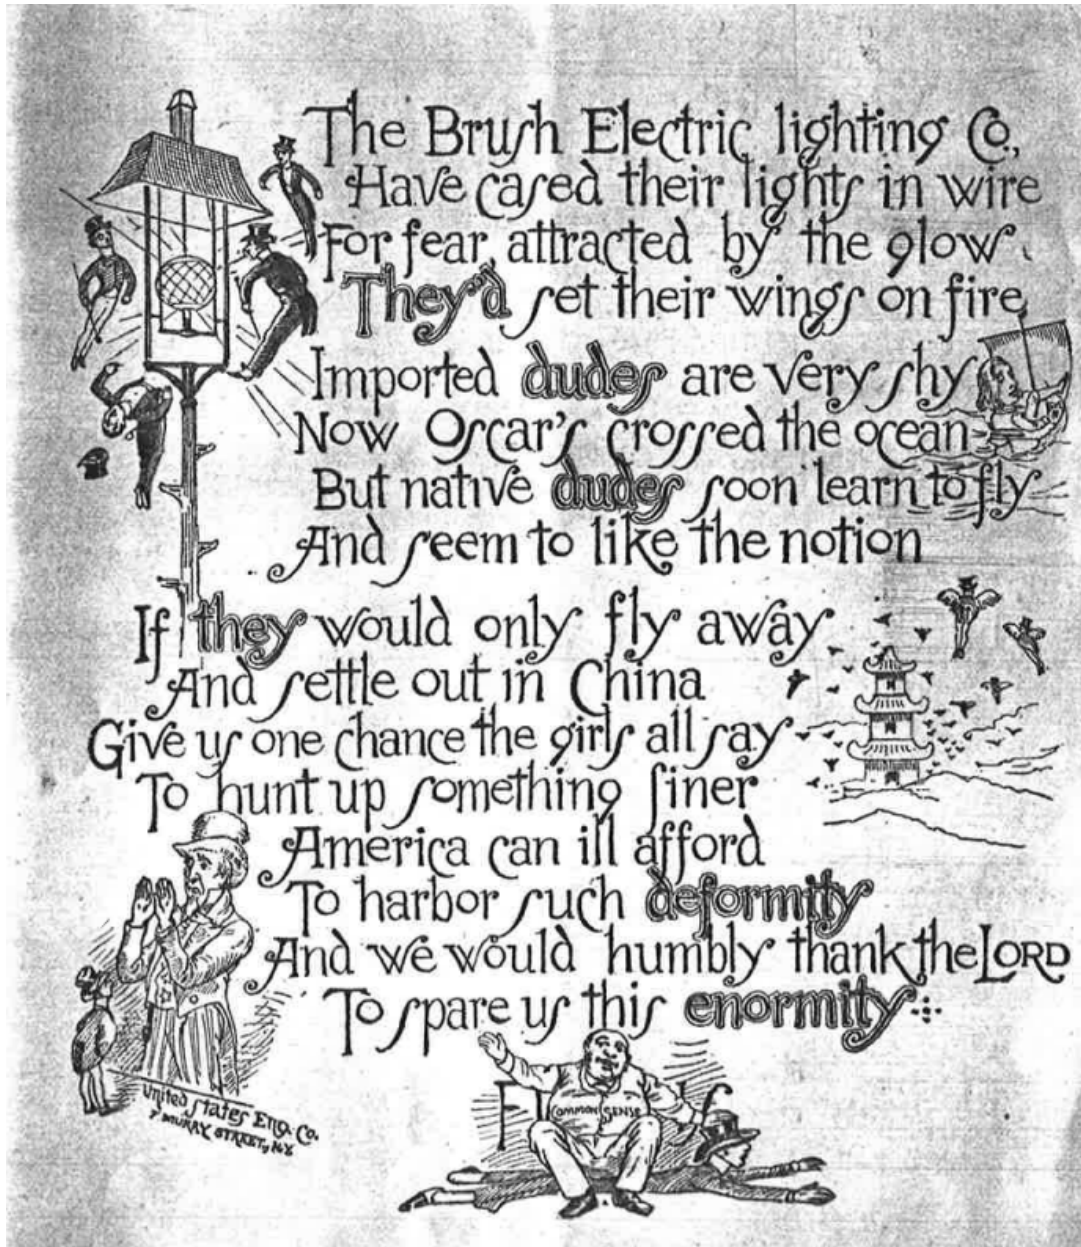 The Brush Electric lighting Co.,
Have cased their lights in wire
For fear, attracted by the glow
They'd set their wings on fire
Imported dudes are very shy
Now Oscar's crossed the ocean
But native dudes soon learn to fly
And seem to like the notion
If they would only fly away
And settle out in China
Give us one chance the girls all say
To hunt up something finer
America can ill afford
To harbor such deformity
And we would humbly thank the LORD
To spare us this enormity
United States Eng. Co.
7 MURRAY STREET, N.Y.
COMMON SENSE